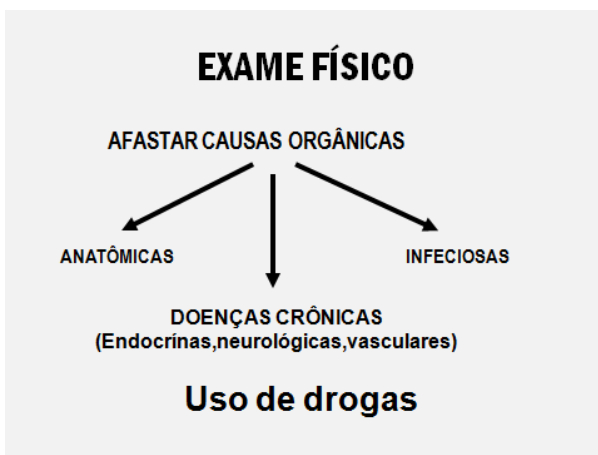 EXAME FÍSICO
AFASTAR CAUSAS ORGÂNICAS
ANATÔMICAS
INFECIOSAS
DOENÇAS CRÔNICAS
(Endocrínas,neurológicas,vasculares)
Uso de drogas